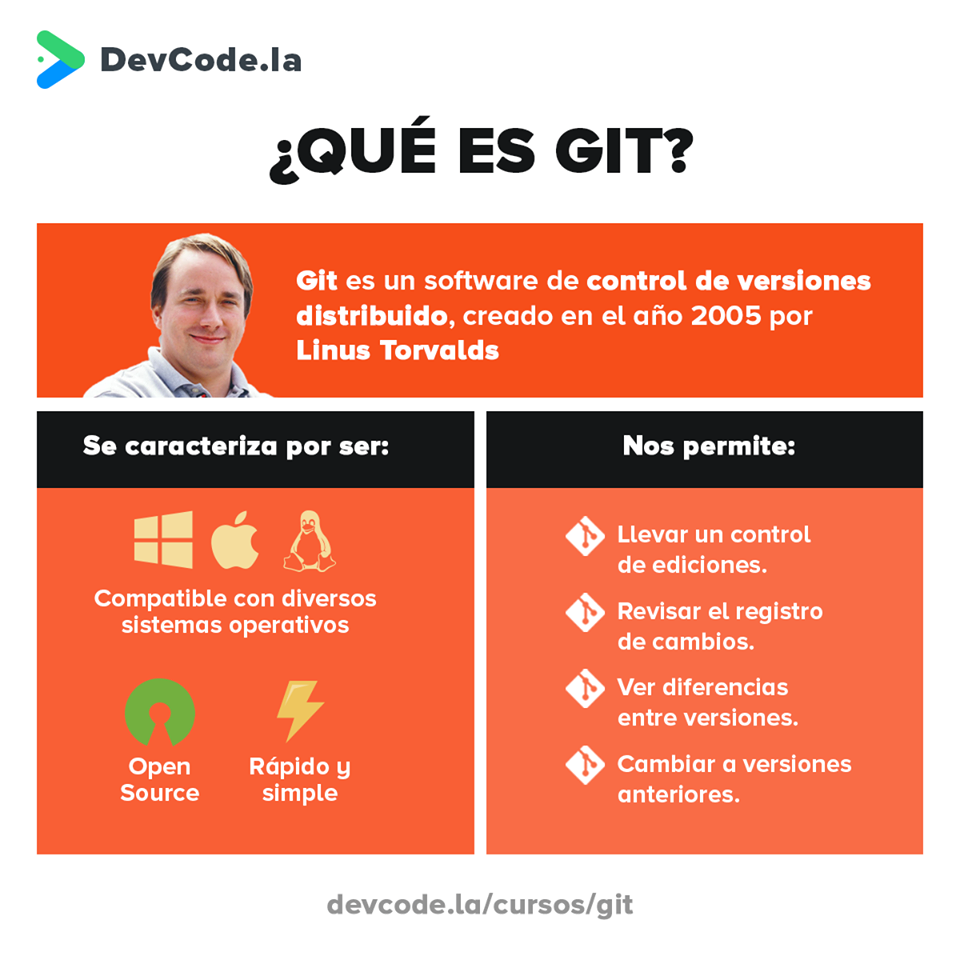 DevCode.la
¿QUÉ ES GIT?
Git es un software de control de versiones
distribuido, creado en el año 2005 por
Linus Torvalds
Se caracteriza por ser:
Compatible con diversos
sistemas operativos
Open
Source
Rápido y
simple
Nos permite:
Llevar un control
de ediciones.
Revisar el registro
de cambios.
Ver diferencias
entre versiones.
Cambiar a versiones
anteriores.
devcode.la/cursos/git